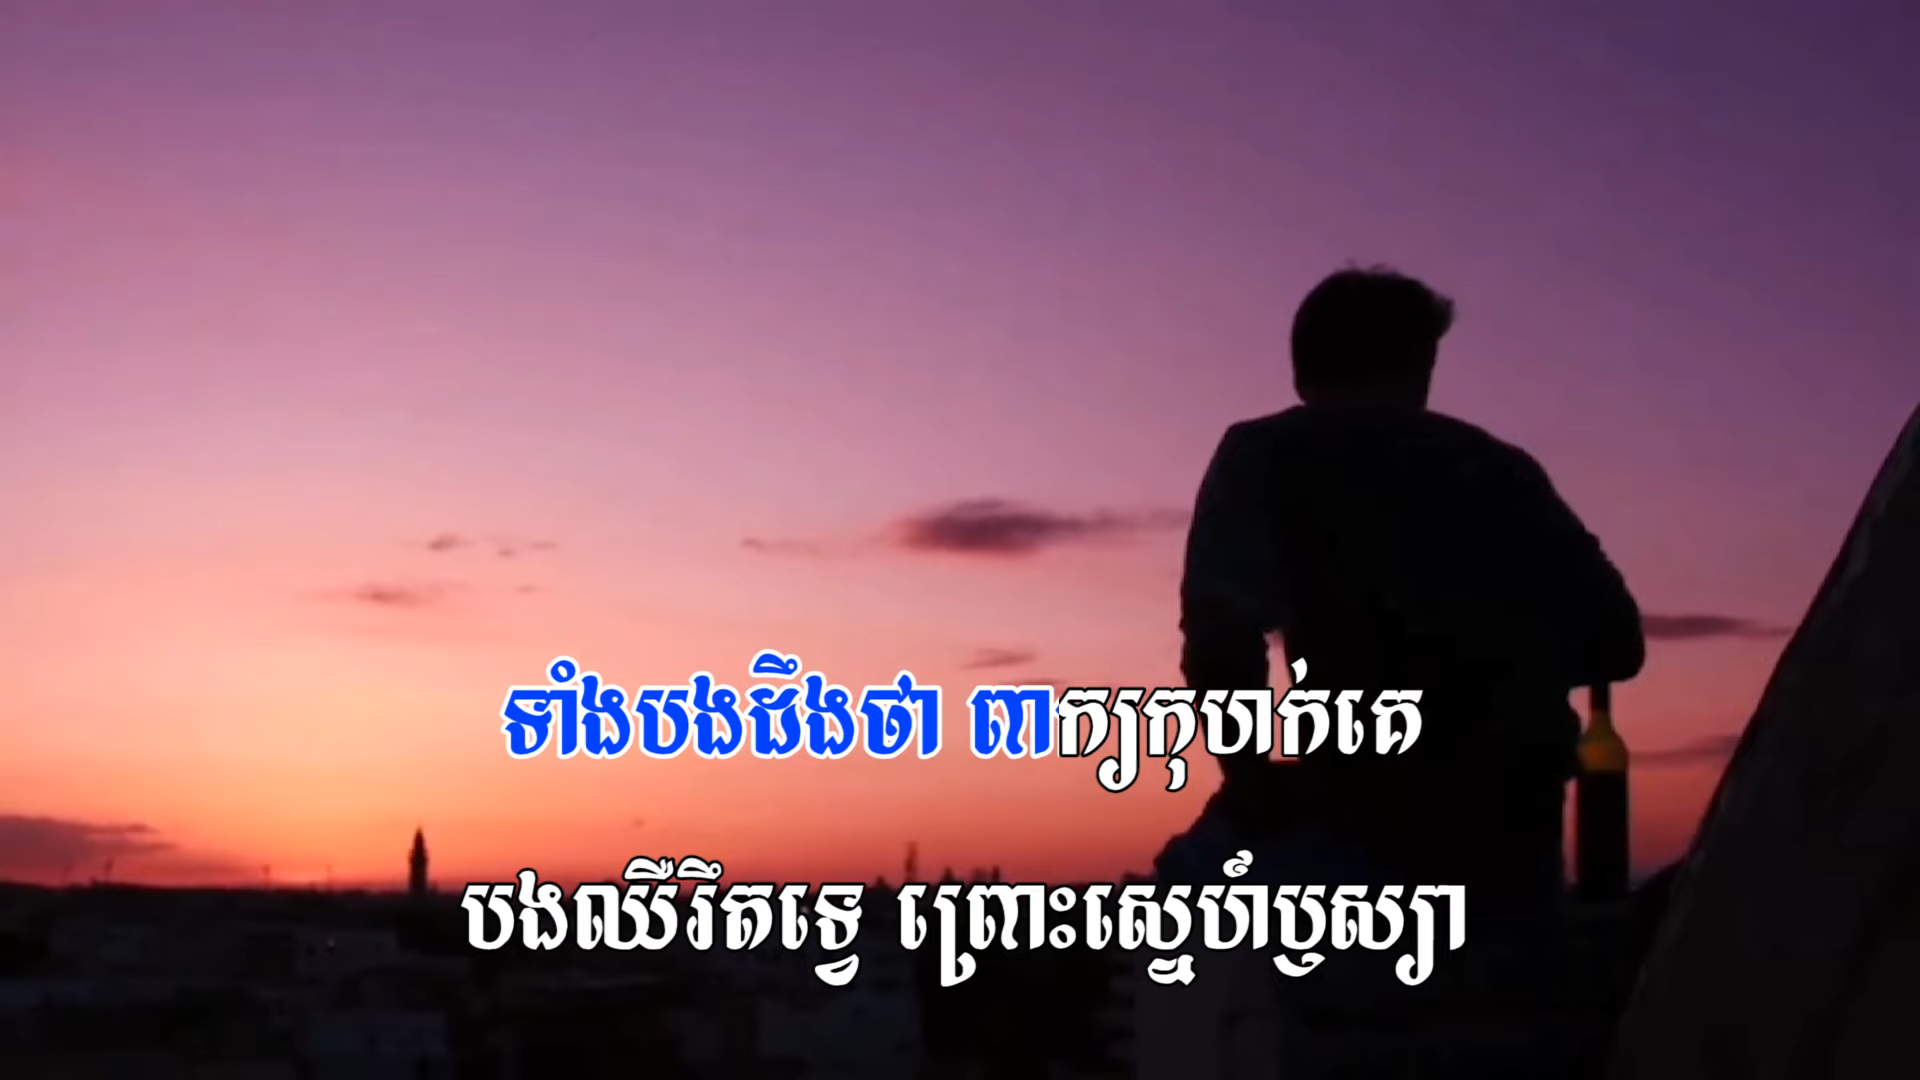 ទាំងបងដឹងថា ពាក្យកុហក់គេ
បងឈឺរឹតទ្វេ ព្រោះស្នេហ៍ឫស្យា